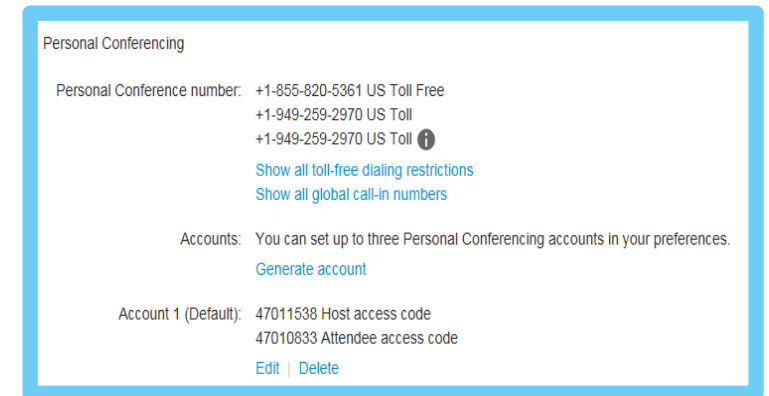 Personal Conferencing
Personal Conference number: +1-855-820-5361 US Toll Free
+1-949-259-2970 US Toll
+1-949-259-2970 US Toll
Show all toll-free dialing restrictions
Show all global call-in numbers
Accounts: You can set up to three Personal Conferencing accounts in your preferences.
Generate account
Account 1 (Default): 47011538 Host access code
47010833 Attendee access code
Edit | Delete